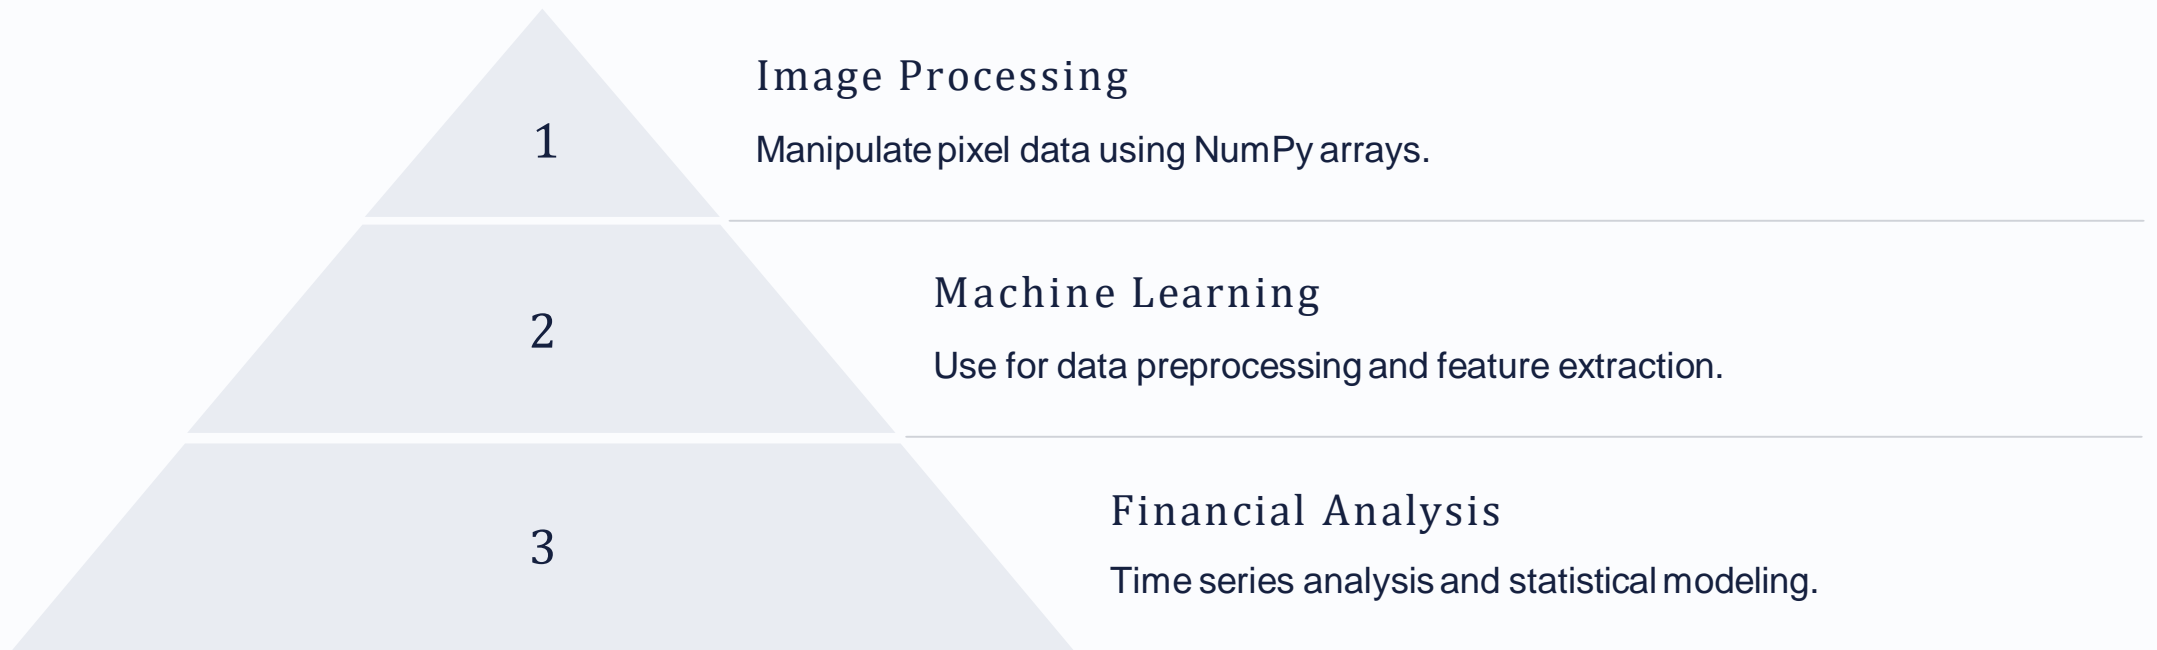 1
Image Processing
Manipulate pixel data using NumPy arrays.
2
Machine Learning
Use for data preprocessing and feature extraction.
3
Financial Analysis
Time series analysis and statistical modeling.